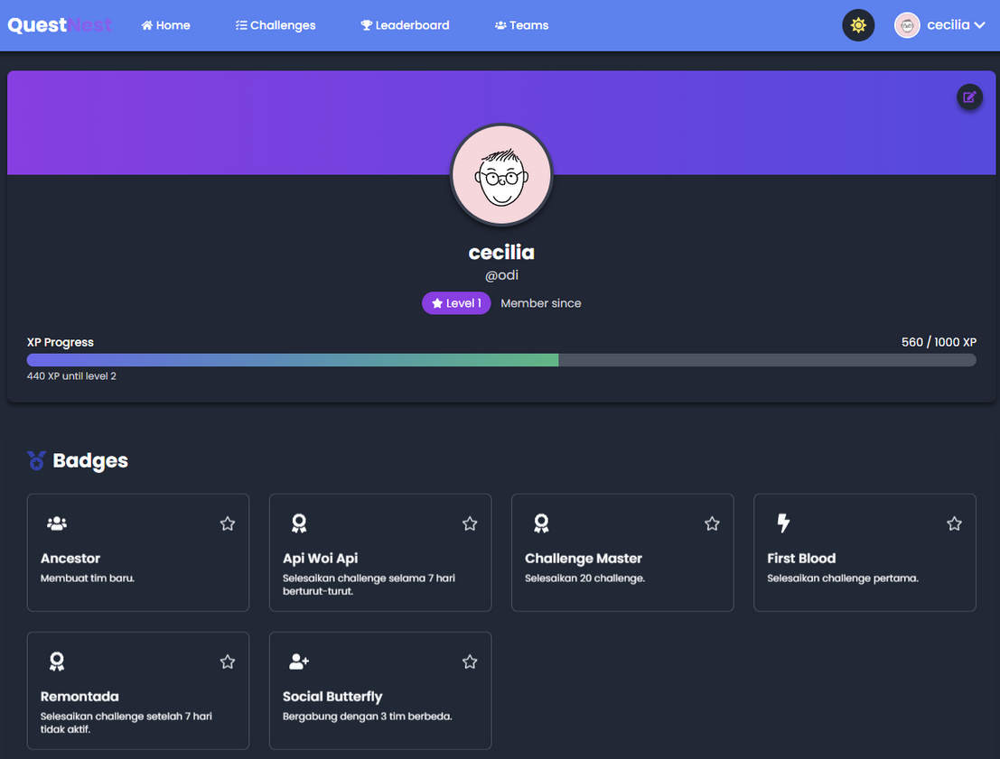 QuestNest
Home
Challenges
Leaderboard
Teams
cecilia
cecilia
@odi
Level 1
Member since
XP Progress
560 / 1000 XP
440 XP until level 2
Badges
Ancestor
Membuat tim baru.
Api Woi Api
Selesaikan challenge selama 7 hari
berturut-turut.
Challenge Master
Selesaikan 20 challenge.
First Blood
Selesaikan challenge pertama.
Remontada
Selesaikan challenge setelah 7 hari
tidak aktif.
Social Butterfly
Bergabung dengan 3 tim berbeda.